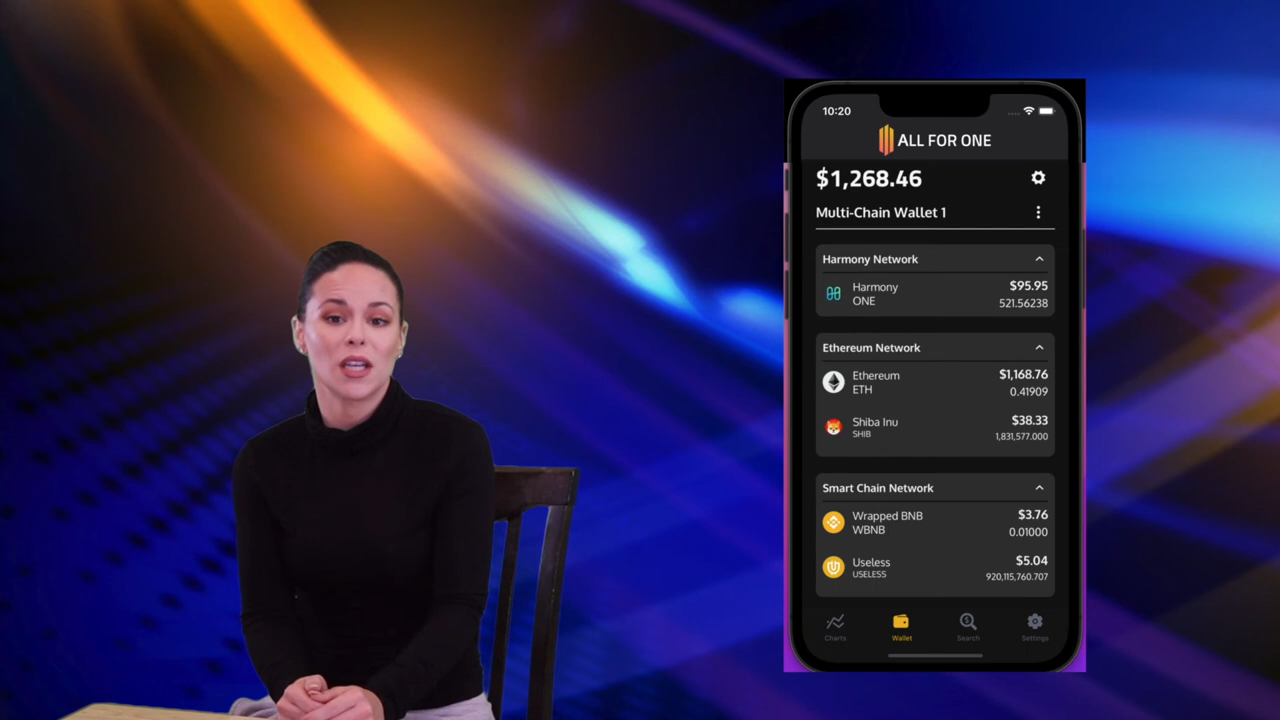 10:20
ALL FOR ONE
$1,268.46
Multi-Chain Wallet 1
Harmony Network
Harmony $95.95
ONE 521.56238
Ethereum Network
Ethereum $1,168.76
ETH 0.41909
Shiba Inu $38.33
SHIB 1,831,577.000
Smart Chain Network
Wrapped BNB $3.76
WBNB 0.01000
Useless $5.04
USELESS 920,115,760.707
Charts Wallet Search Settings